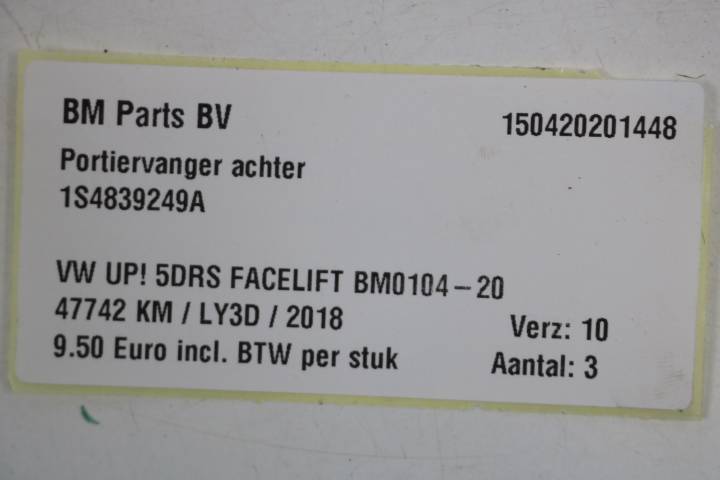 BM Parts BV 150420201448
Portiervanger achter
1S4839249A
VW UP! 5DRS FACELIFT BM0104-20
47742 KM / LY3D / 2018 Verz: 10
9.50 Euro incl. BTW per stuk Aantal: 3